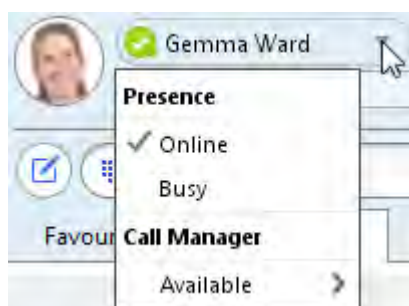 Gemma Ward
Presence
Online
Busy
Call Manager
Favour
Available